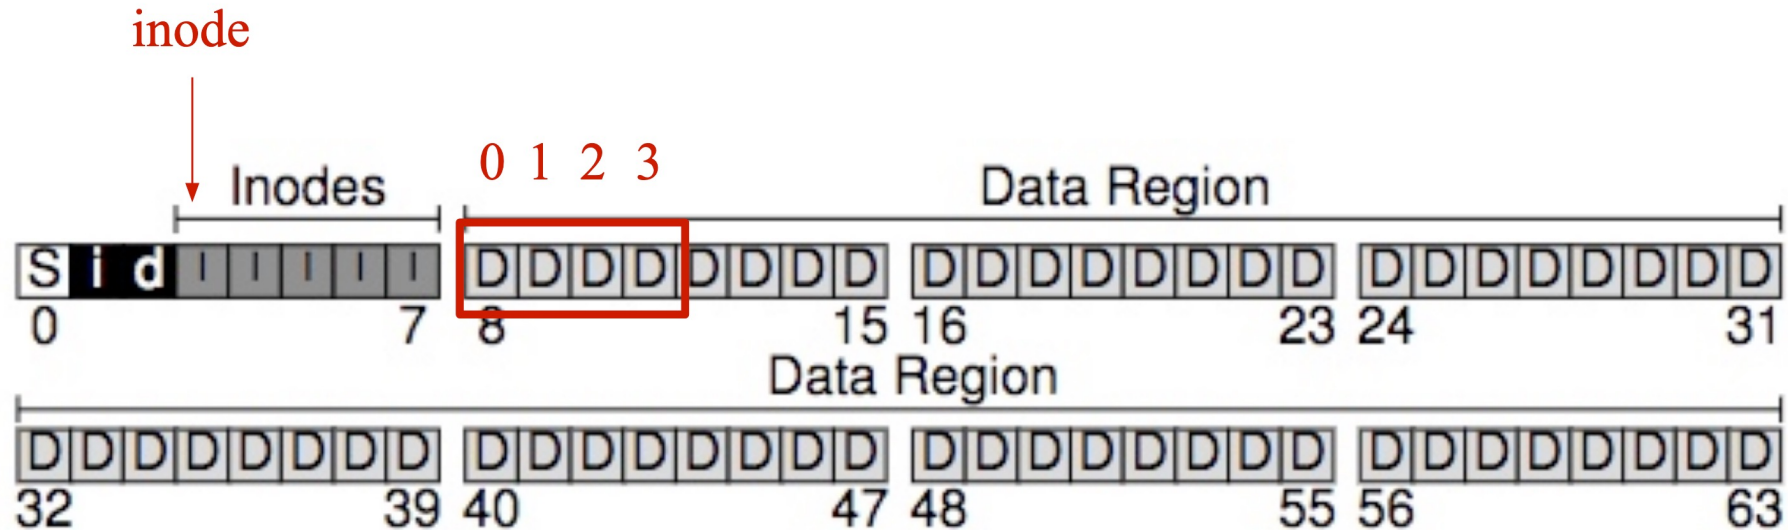 inode
0 1 2 3
Inodes Data Region
S i d I I I I I D D D D D D D D D D D D D D D D D D D D D D D D
0 7 8 15 16 23 24 31
Data Region
D D D D D D D D D D D D D D D D D D D D D D D D D D D D D D D D
32 39 40 47 48 55 56 63